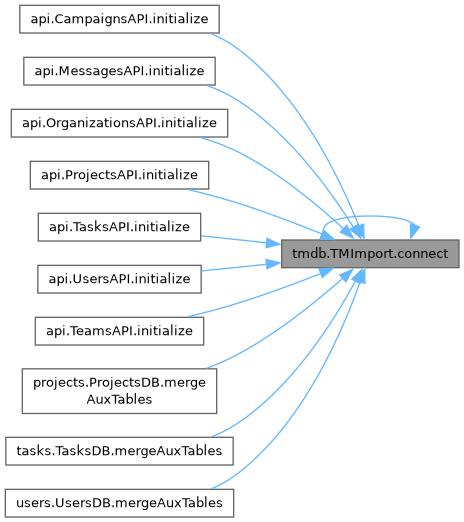 api.CampaignsAPI.initialize
api.MessagesAPI.initialize
api.OrganizationsAPI.initialize
api.ProjectsAPI.initialize
api.TasksAPI.initialize
tmdb.TMImport.connect
api.UsersAPI.initialize
api.TeamsAPI.initialize
projects.ProjectsDB.merge
AuxTables
tasks.TasksDB.mergeAuxTables
users.UsersDB.mergeAuxTables